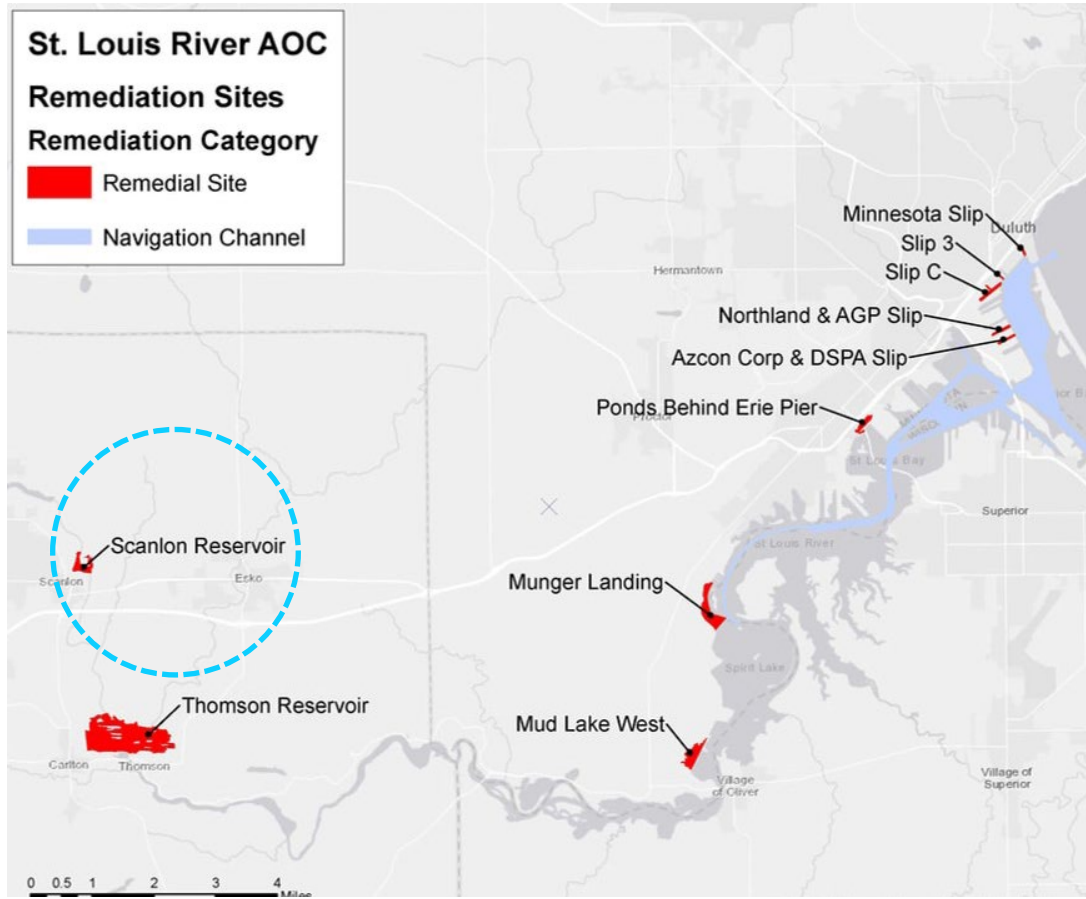 St. Louis River AOC
Remediation Sites
Remediation Category
Remedial Site
Navigation Channel
Minnesota Slip
Duluth
Slip 3
Hermantown
Slip C
Northland & AGP Slip
Azcon Corp & DSPA Slip
Ponds Behind Erie Pier
Proctor
MINNESOTA
WISCONSIN
St Louis Bay
Superior
St Louis River
Scanlon Reservoir
Scanlon
Esko
Munger Landing
Spirit Lake
Thomson Reservoir
Mud Lake West
Carlton
Thomson
Village
of Oliver
Village of
Superior
0 0.5 1 2 3 4
Miles